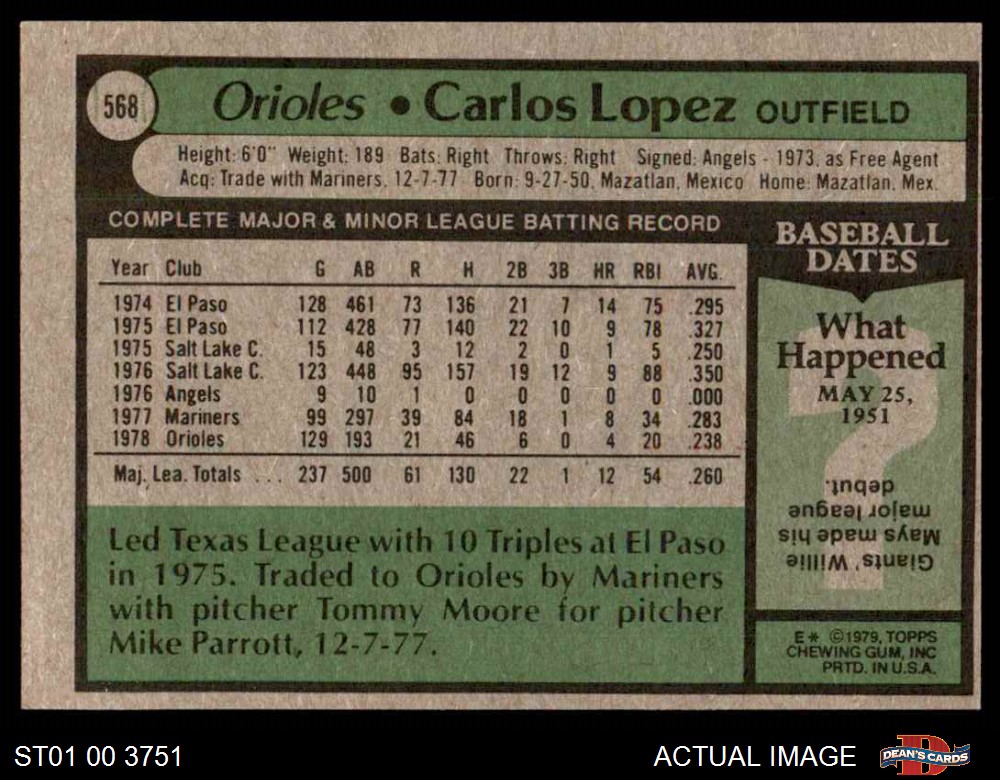 568
Orioles • Carlos Lopez OUTFIELD
Height: 6'0" Weight: 189 Bats: Right Throws: Right Signed: Angels - 1973, as Free Agent
Acq: Trade with Mariners, 12-7-77 Born: 9-27-50, Mazatlan, Mexico Home: Mazatlan, Mex.
COMPLETE MAJOR & MINOR LEAGUE BATTING RECORD
Year Club G AB R H 2B 3B HR RBI AVG.
1974 El Paso 128 461 73 136 21 7 14 75 .295
1975 El Paso 112 428 77 140 22 10 9 78 .327
1975 Salt Lake C. 15 48 3 12 2 0 1 5 .250
1976 Salt Lake C. 123 448 95 157 19 12 9 88 .350
1976 Angels 9 10 1 0 0 0 0 0 .000
1977 Mariners 99 297 39 84 18 1 8 34 .283
1978 Orioles 129 193 21 46 6 0 4 20 .238
Maj. Lea. Totals ... 237 500 61 130 22 1 12 54 .260
Led Texas League with 10 Triples at El Paso
in 1975. Traded to Orioles by Mariners
with pitcher Tommy Moore for pitcher
Mike Parrott, 12-7-77.
BASEBALL
DATES
What
Happened
MAY 25,
1951
?
Giants' Willie
Mays made his
major league
debut.
E* ©1979, TOPPS
CHEWING GUM, INC
PRTD. IN U.S.A.
ST01 00 3751
ACTUAL IMAGE
D
DEAN'S CARDS